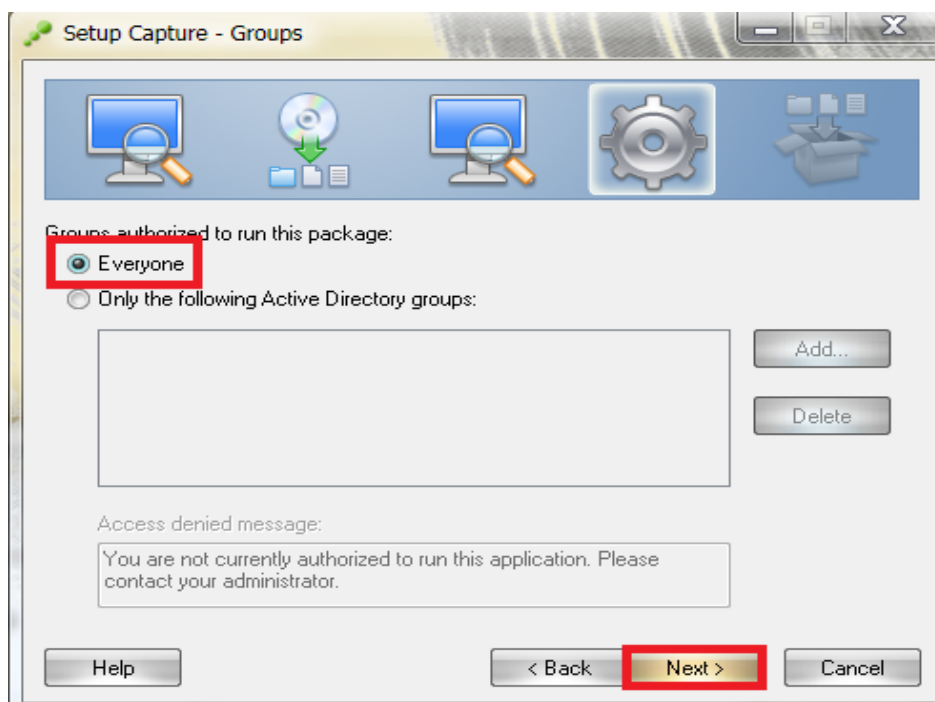 Setup Capture - Groups
Groups authorized to run this package:
Everyone
Only the following Active Directory groups:
Add...
Delete
Access denied message:
You are not currently authorized to run this application. Please
contact your administrator.
Help
< Back
Next >
Cancel